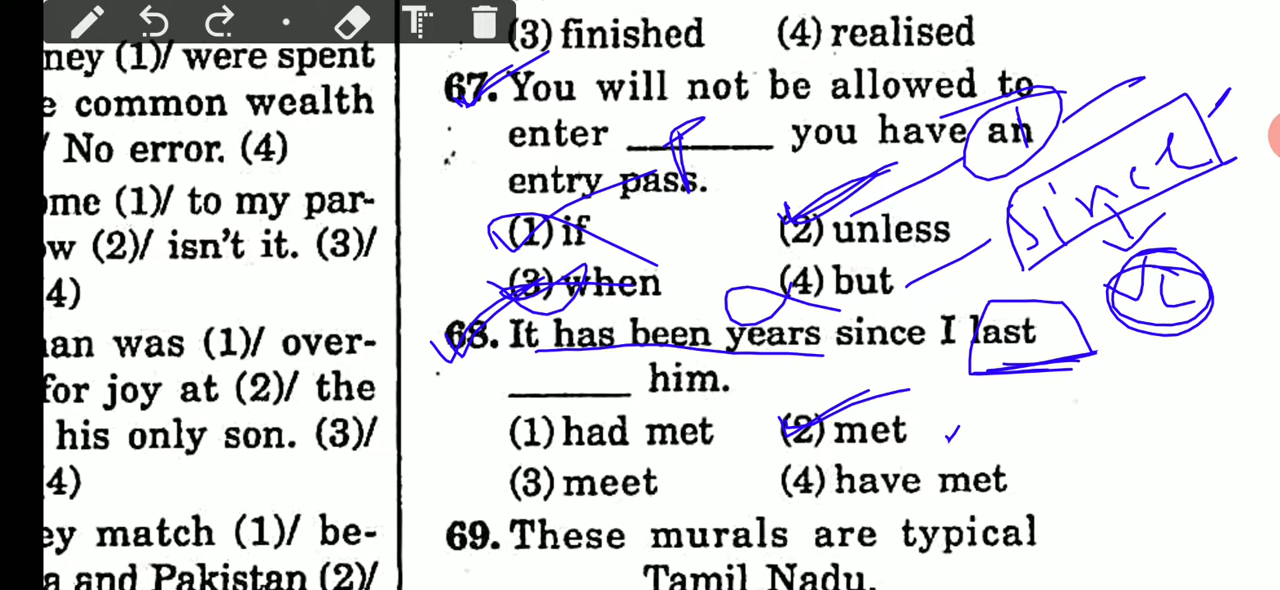 ney (1)/ were spent
e common wealth
/ No error. (4)
me (1)/ to my par-
w (2)/ isn't it. (3)/
4)
an was (1)/ over-
for joy at (2)/ the
his only son. (3)/
4)
ey match (1)/ be-
a and Pakistan (2)/
(3) finished (4) realised
67. You will not be allowed to
enter ______ you have an
entry pass.
(1) if (2) unless
(3) when (4) but
68. It has been years since I last
______ him.
(1) had met (2) met
(3) meet (4) have met
69. These murals are typical
Tamil Nadu.
since